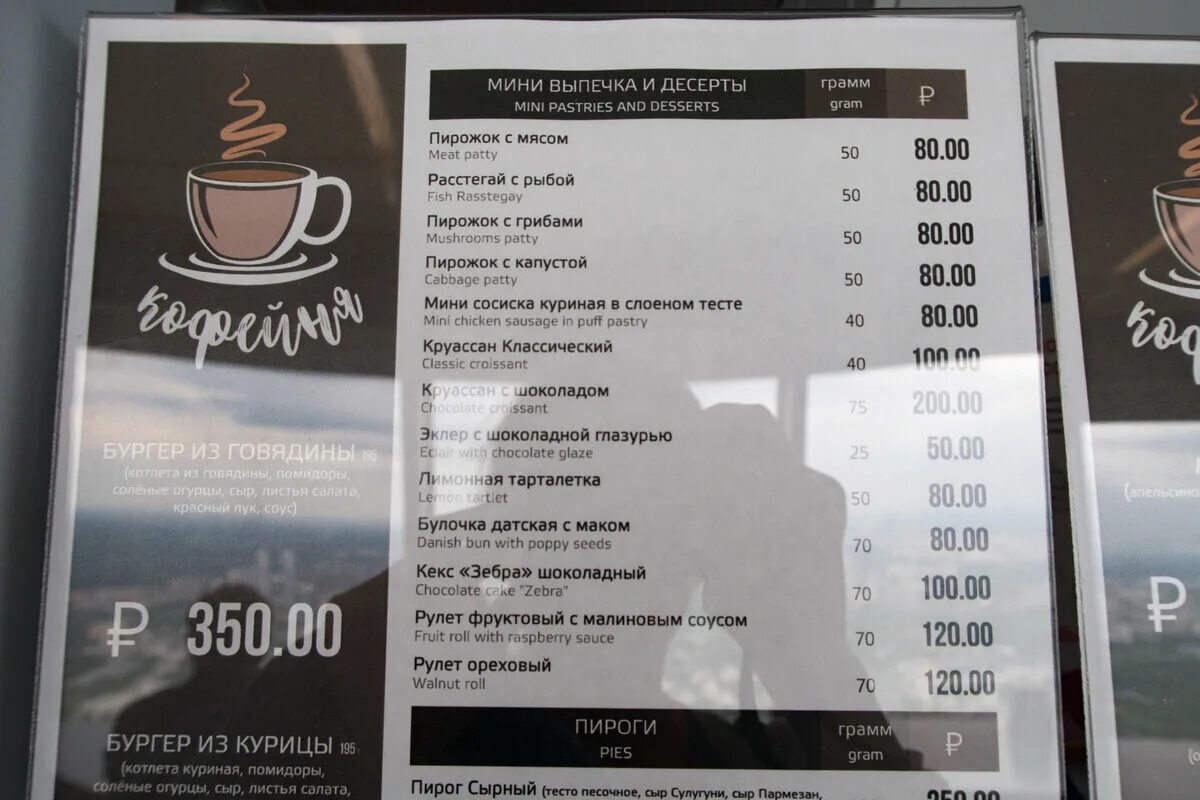 кофейня
БУРГЕР ИЗ ГОВЯДИНЫ 195
(котлета из говядины, помидоры,
солёные огурцы, сыр, листья салата,
красный лук, соус)
₽ 350.00
БУРГЕР ИЗ КУРИЦЫ 195
(котлета куриная, помидоры,
солёные огурцы, сыр, листья салата,
МИНИ ВЫПЕЧКА И ДЕСЕРТЫ грамм ₽
MINI PASTRIES AND DESSERTS gram
Пирожок с мясом
Meat patty 50 80.00
Расстегай с рыбой
Fish Rasstegay 50 80.00
Пирожок с грибами
Mushrooms patty 50 80.00
Пирожок с капустой
Cabbage patty 50 80.00
Мини сосиска куриная в слоеном тесте
Mini chicken sausage in puff pastry 40 80.00
Круассан Классический
Classic croissant 40 100.00
Круассан с шоколадом
Chocolate croissant 75 200.00
Эклер с шоколадной глазурью
Eclair with chocolate glaze 25 50.00
Лимонная тарталетка
Lemon tartlet 50 80.00
Булочка датская с маком
Danish bun with poppy seeds 70 80.00
Кекс «Зебра» шоколадный
Chocolate cake "Zebra" 70 100.00
Рулет фруктовый с малиновым соусом
Fruit roll with raspberry sauce 70 120.00
Рулет ореховый
Walnut roll 70 120.00
ПИРОГИ грамм ₽
PIES gram
Пирог Сырный (тесто песочное, сыр Сулугуни, сыр Пармезан,
₽